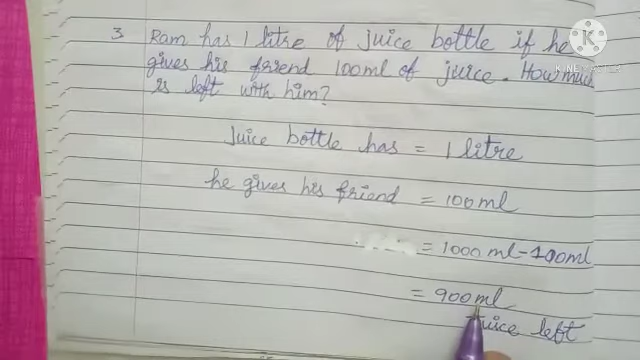 3 Ram has 1 litre of juice bottle if he
gives his friend 100ml of juice. How much
is left with him?
Juice bottle has = 1 litre
he gives his friend = 100ml
= 1000 ml - 100ml
= 900ml
Juice left